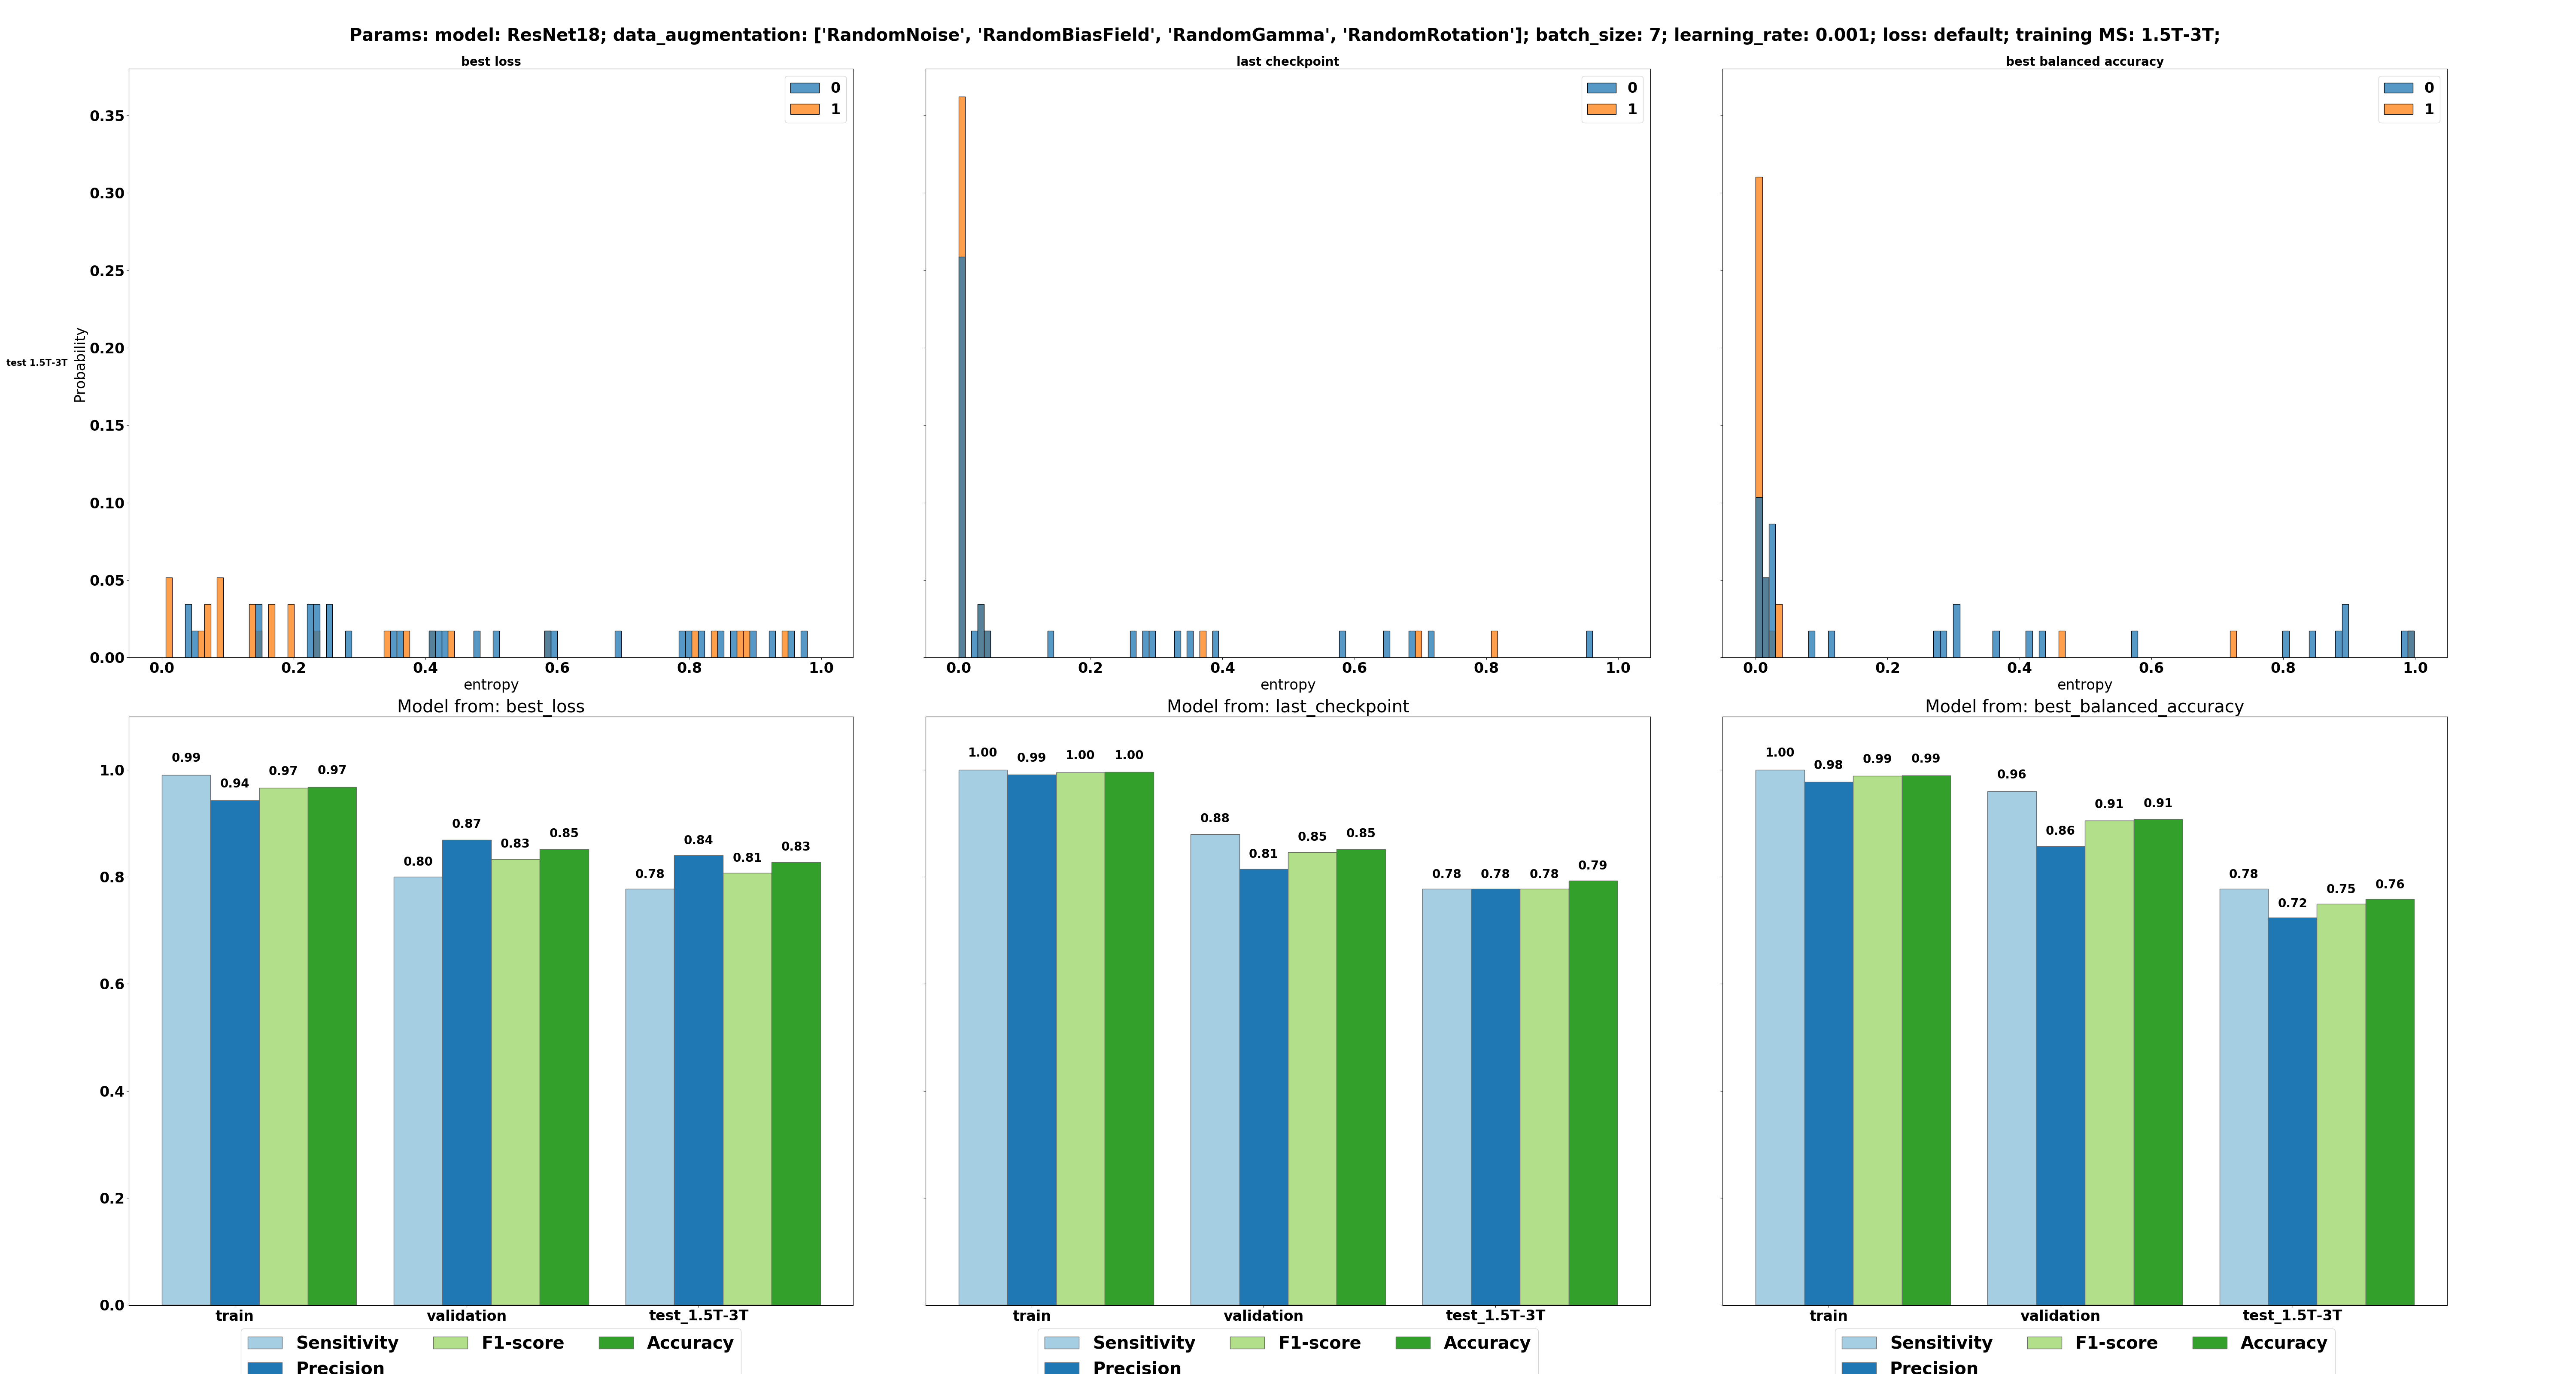 Params: model: ResNet18; data_augmentation: ['RandomNoise', 'RandomBiasField', 'RandomGamma', 'RandomRotation']; batch_size: 7; learning_rate: 0.001; loss: default; training MS: 1.5T-3T;
best loss
last checkpoint
best balanced accuracy
0
1
0
1
0
1
0.35
0.30
0.25
0.20
0.15
0.10
0.05
0.00
test 1.5T-3T
Probability
0.0 0.2 0.4 0.6 0.8 1.0
entropy
0.0 0.2 0.4 0.6 0.8 1.0
entropy
0.0 0.2 0.4 0.6 0.8 1.0
entropy
Model from: best_loss
1.0
0.8
0.6
0.4
0.2
0.0
0.99 0.94 0.97 0.97
0.80 0.87 0.83 0.85
0.78 0.84 0.81 0.83
train validation test_1.5T-3T
Sensitivity F1-score Accuracy
Precision
Model from: last_checkpoint
1.00 0.99 1.00 1.00
0.88 0.81 0.85 0.85
0.78 0.78 0.78 0.79
train validation test_1.5T-3T
Sensitivity F1-score Accuracy
Precision
Model from: best_balanced_accuracy
1.00 0.98 0.99 0.99
0.96 0.86 0.91 0.91
0.78 0.72 0.75 0.76
train validation test_1.5T-3T
Sensitivity F1-score Accuracy
Precision